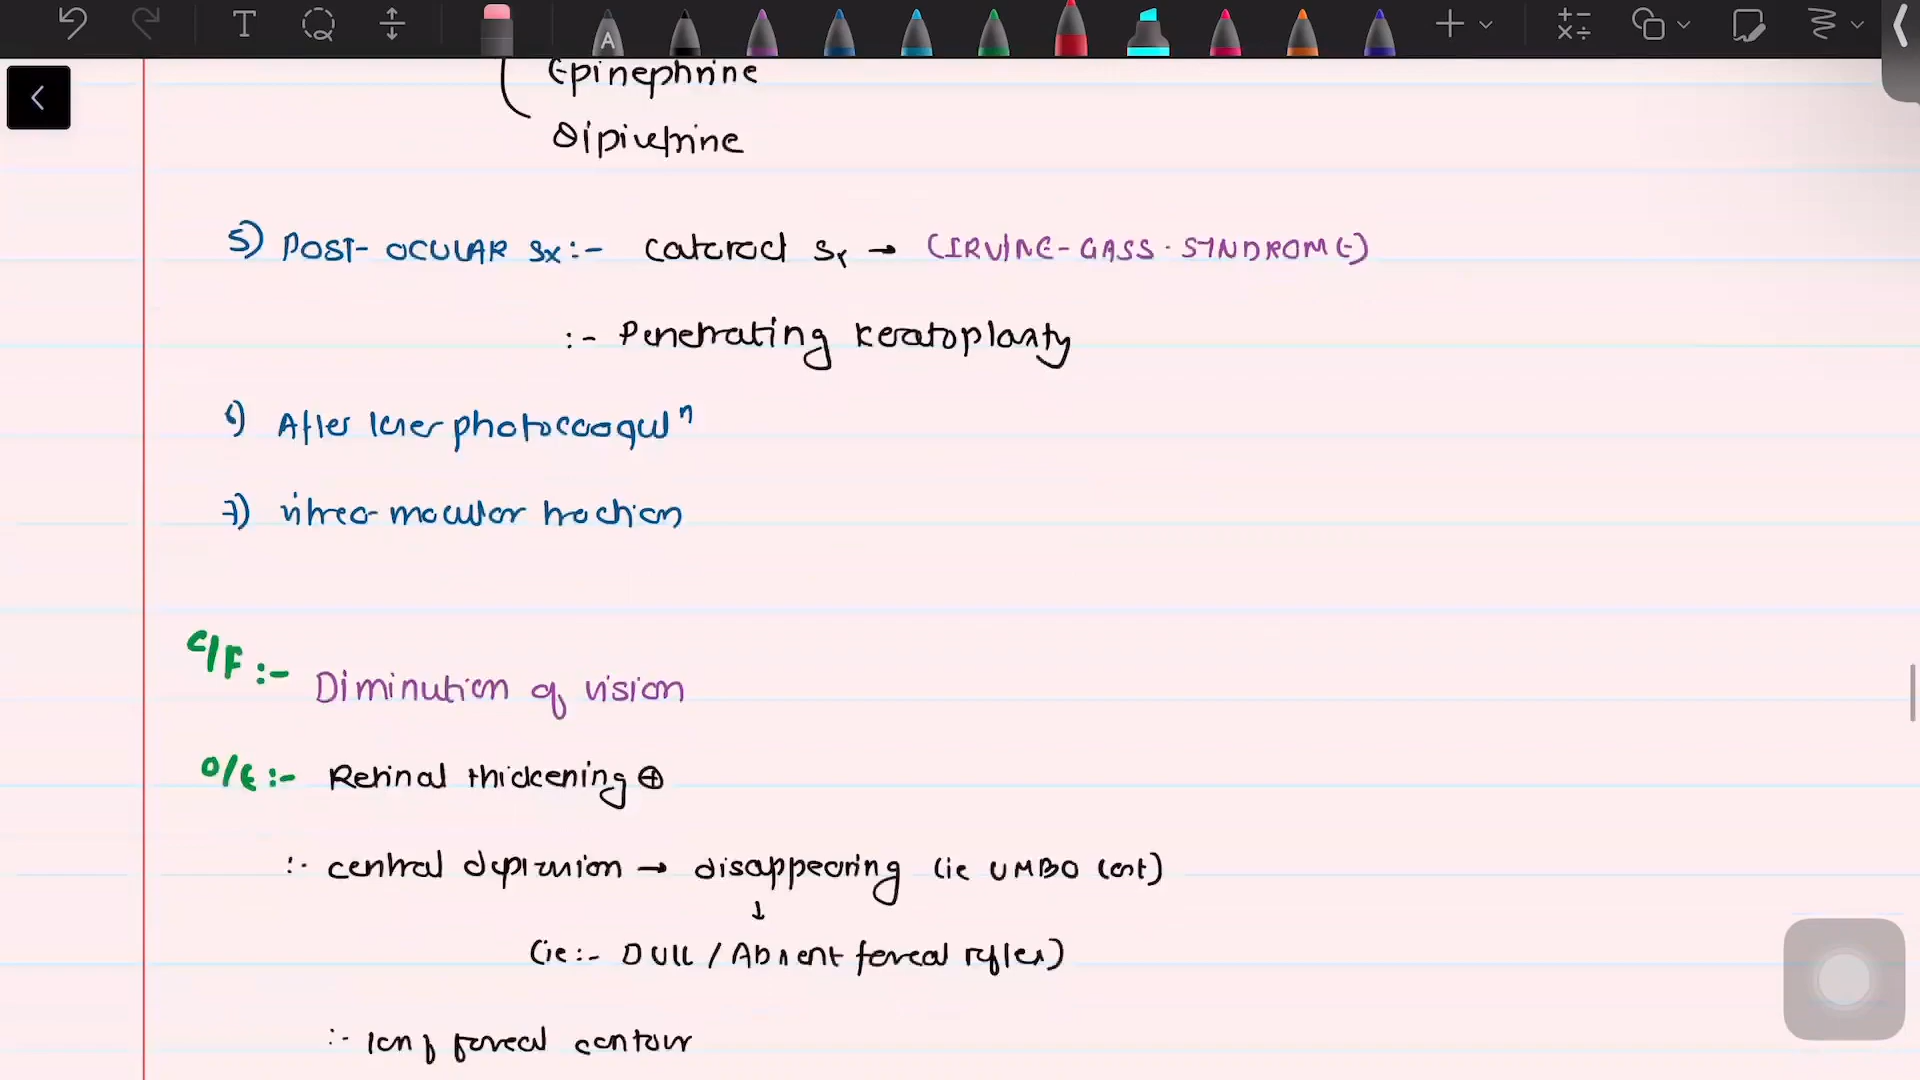 Epinephrine
Dipivefrine
5) POST-OCULAR Sx:- Cataract Sx → (IRVINE-GASS-SYNDROME)
:- Penetrating keratoplasty
6) After laser photocoagulⁿ
7) vitreo-macular traction
C/F:- Diminution of vision
O/E:- Retinal thickening ⊕
:- central depression → disappearing (ie UMBO lost)
↓
(ie:- DULL / Absent foveal reflex)
:- loss of foveal contour